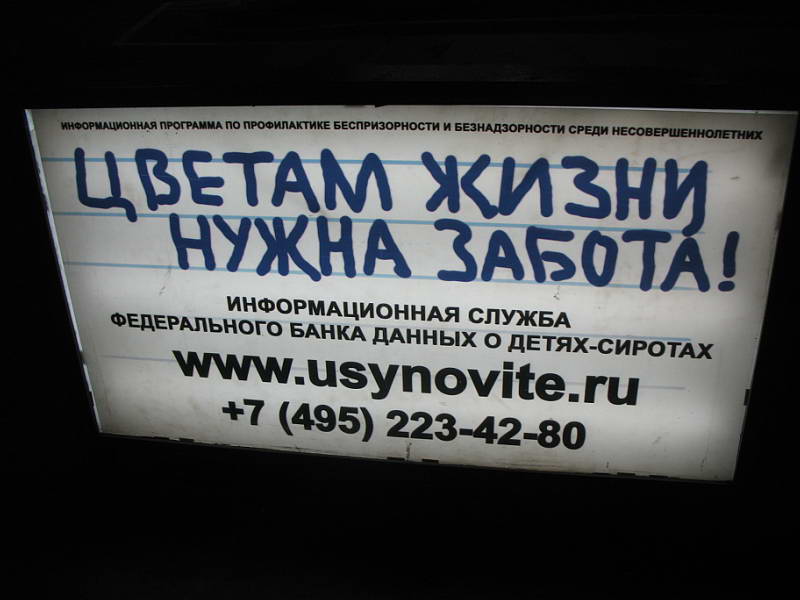 ИНФОРМАЦИОННАЯ ПРОГРАММА ПО ПРОФИЛАКТИКЕ БЕСПРИЗОРНОСТИ И БЕЗНАДЗОРНОСТИ СРЕДИ НЕСОВЕРШЕННОЛЕТНИХ
ЦВЕТАМ ЖИЗНИ
НУЖНА ЗАБОТА!
ИНФОРМАЦИОННАЯ СЛУЖБА
ФЕДЕРАЛЬНОГО БАНКА ДАННЫХ О ДЕТЯХ-СИРОТАХ
www.usynovite.ru
+7 (495) 223-42-80